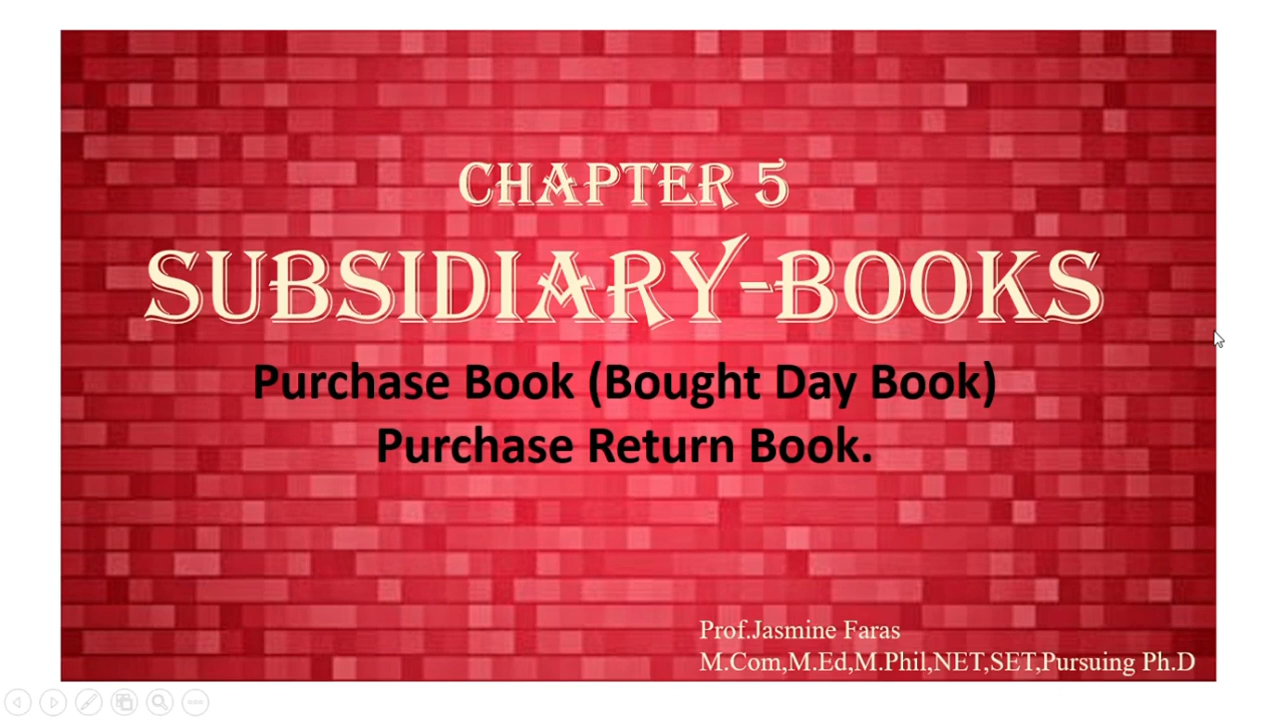 CHAPTER 5
SUBSIDIARY-BOOKS
Purchase Book (Bought Day Book)
Purchase Return Book.
Prof.Jasmine Faras
M.Com,M.Ed,M.Phil,NET,SET,Pursuing Ph.D